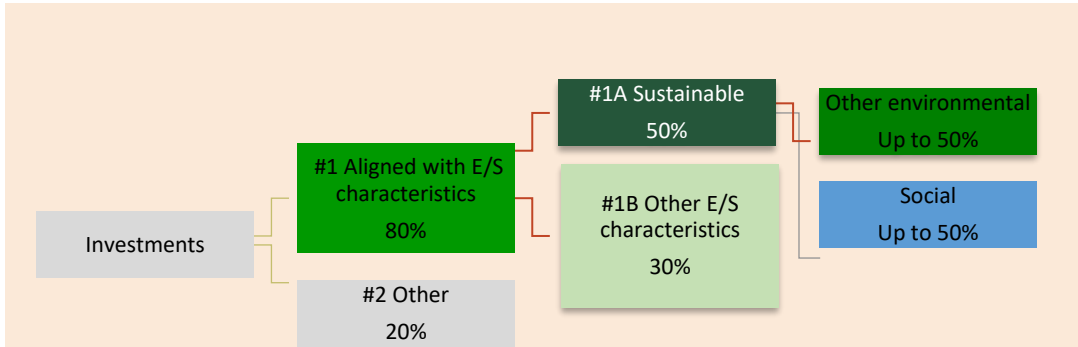 Investments
#1 Aligned with E/S
characteristics
80%
#2 Other
20%
#1A Sustainable
50%
#1B Other E/S
characteristics
30%
Other environmental
Up to 50%
Social
Up to 50%